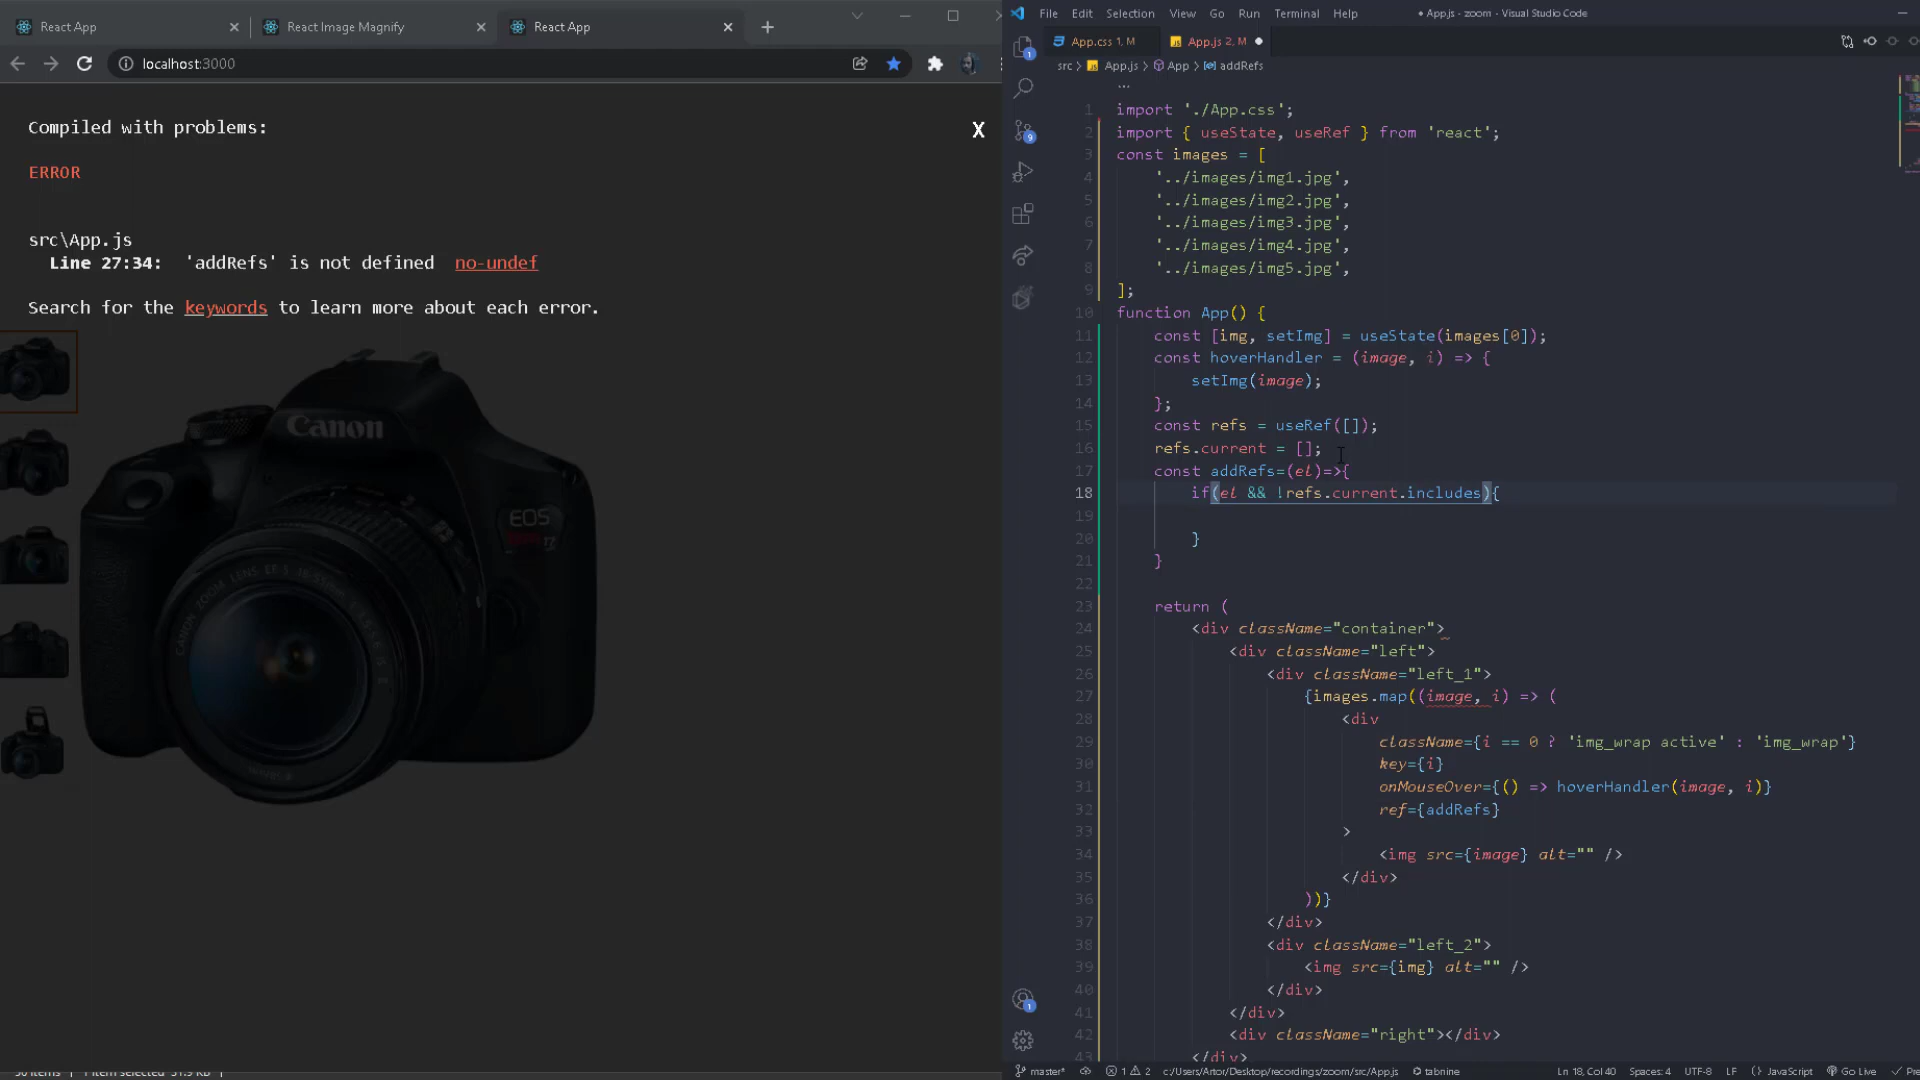 React App
React Image Magnify
React App
localhost:3000
Compiled with problems:
X
ERROR
src\App.js
Line 27:34: 'addRefs' is not defined no-undef
Search for the keywords to learn more about each error.
Canon
EOS
CANON ZOOM LENS EF-S 18-55mm
File Edit Selection View Go Run Terminal Help
● App.js - zoom - Visual Studio Code
App.css 1, M
App.js 2, M
src > App.js > App > addRefs
1 import './App.css';
2 import { useState, useRef } from 'react';
3 const images = [
4 '../images/img1.jpg',
5 '../images/img2.jpg',
6 '../images/img3.jpg',
7 '../images/img4.jpg',
8 '../images/img5.jpg',
9 ];
10 function App() {
11 const [img, setImg] = useState(images[0]);
12 const hoverHandler = (image, i) => {
13 setImg(image);
14 };
15 const refs = useRef([]);
16 refs.current = [];
17 const addRefs=(el)=>{
18 if(el && !refs.current.includes){
19
20 }
21 }
22
23 return (
24 <div className="container">
25 <div className="left">
26 <div className="left_1">
27 {images.map((image, i) => (
28 <div
29 className={i == 0 ? 'img_wrap active' : 'img_wrap'}
30 key={i}
31 onMouseOver={() => hoverHandler(image, i)}
32 ref={addRefs}
33 >
34 <img src={image} alt="" />
35 </div>
36 ))}
37 </div>
38 <div className="left_2">
39 <img src={img} alt="" />
40 </div>
41 </div>
42 <div className="right"></div>
43 </div>
1
9
1
master* 1 2 c:/Users/Artor/Desktop/recordings/zoom/src/App.js tabnine
Ln 18, Col 40 Spaces: 4 UTF-8 LF {} JavaScript Go Live